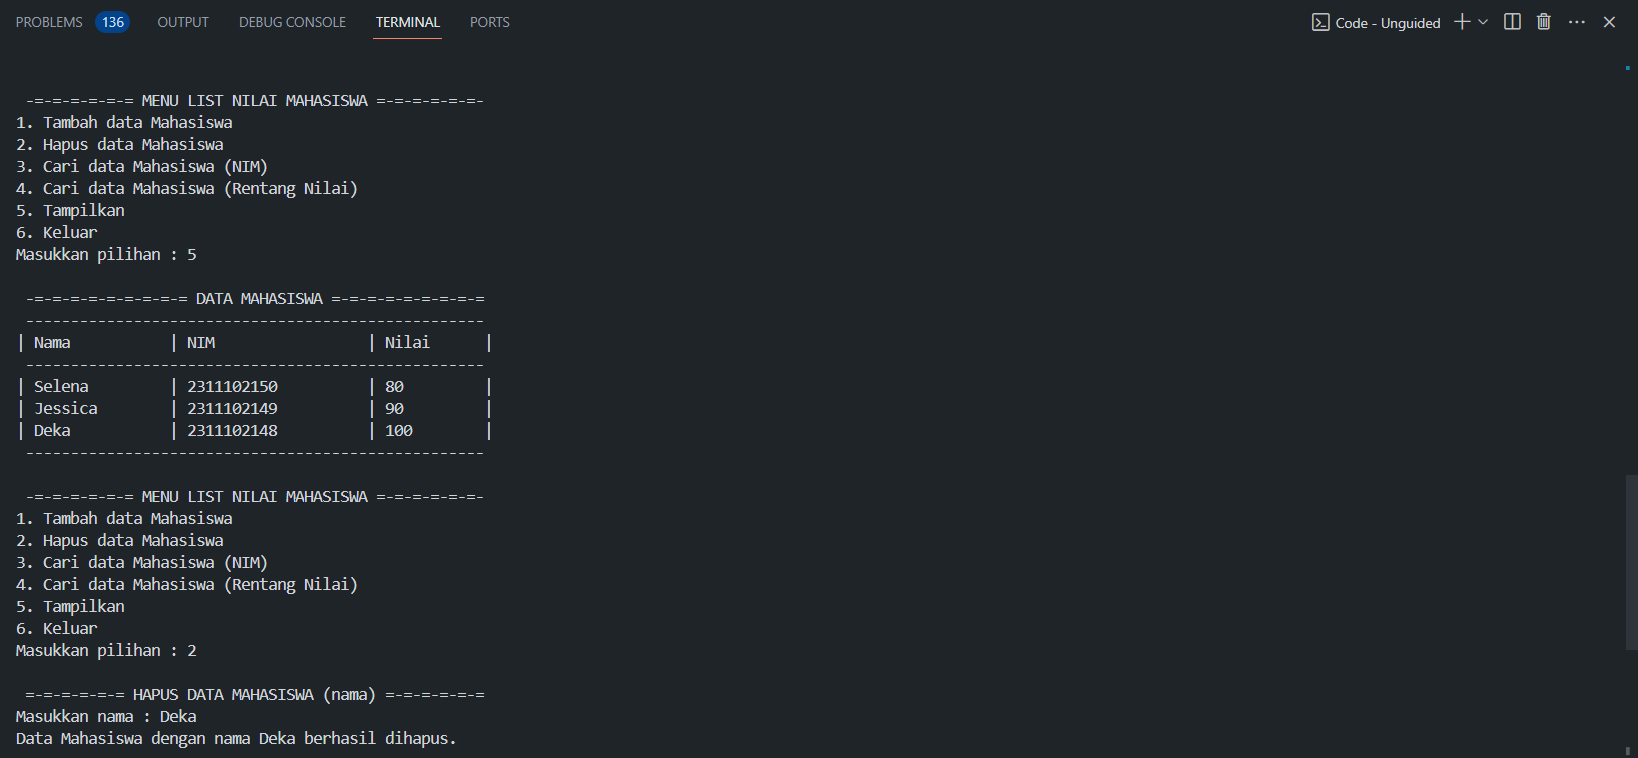 PROBLEMS 136 OUTPUT DEBUG CONSOLE TERMINAL PORTS Code - Unguided
-=-=-=-=-=-= MENU LIST NILAI MAHASISWA =-=-=-=-=-=-
1. Tambah data Mahasiswa
2. Hapus data Mahasiswa
3. Cari data Mahasiswa (NIM)
4. Cari data Mahasiswa (Rentang Nilai)
5. Tampilkan
6. Keluar
Masukkan pilihan : 5
-=-=-=-=-=-=-=-=-= DATA MAHASISWA =-=-=-=-=-=-=-=-=
---------------------------------------------------
| Nama | NIM | Nilai |
---------------------------------------------------
| Selena | 2311102150 | 80 |
| Jessica | 2311102149 | 90 |
| Deka | 2311102148 | 100 |
---------------------------------------------------
-=-=-=-=-=-= MENU LIST NILAI MAHASISWA =-=-=-=-=-=-
1. Tambah data Mahasiswa
2. Hapus data Mahasiswa
3. Cari data Mahasiswa (NIM)
4. Cari data Mahasiswa (Rentang Nilai)
5. Tampilkan
6. Keluar
Masukkan pilihan : 2
=-=-=-=-=-= HAPUS DATA MAHASISWA (nama) =-=-=-=-=-=
Masukkan nama : Deka
Data Mahasiswa dengan nama Deka berhasil dihapus.